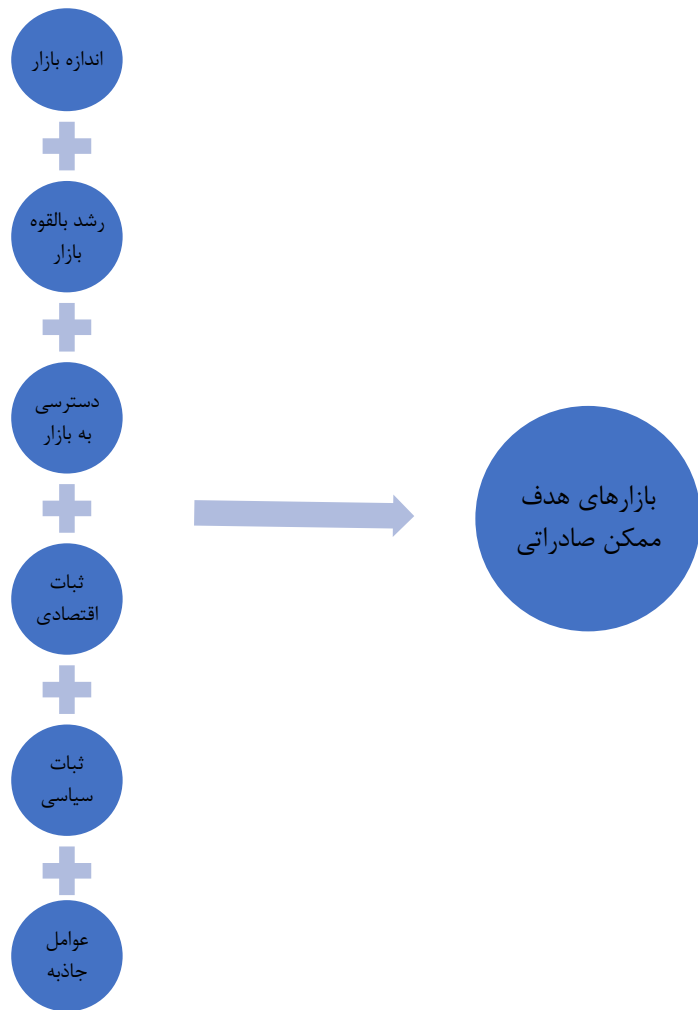 اندازه بازار
رشد بالقوه
بازار
دسترسی
به بازار
ثبات
اقتصادی
ثبات
سیاسی
عوامل
جاذبه
بازارهای هدف
ممکن صادراتی